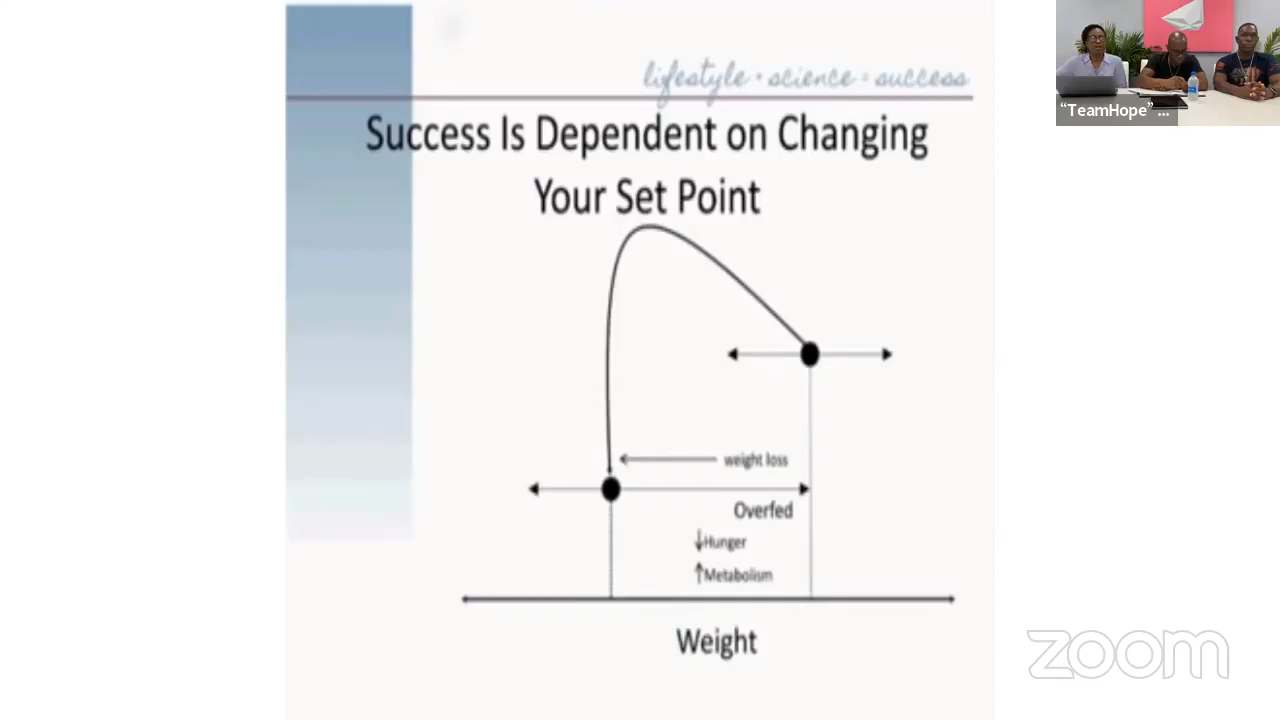 lifestyle • science • success
"TeamHope" ...
Success Is Dependent on Changing
Your Set Point
weight loss
Overfed
↓Hunger
↑Metabolism
Weight
zoom